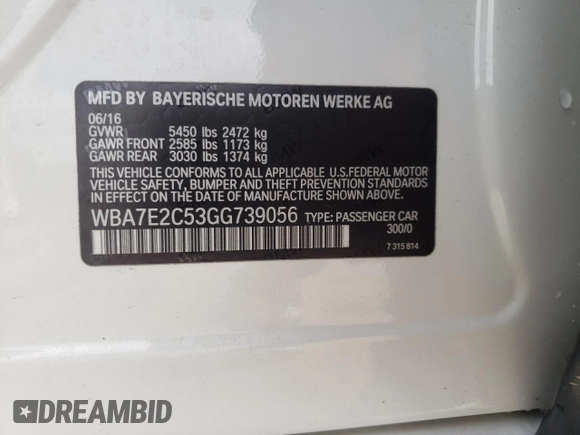 MFD BY BAYERISCHE MOTOREN WERKE AG
06/16
GVWR 5450 lbs 2472 kg
GAWR FRONT 2585 lbs 1173 kg
GAWR REAR 3030 lbs 1374 kg
THIS VEHICLE CONFORMS TO ALL APPLICABLE U.S.FEDERAL MOTOR
VEHICLE SAFETY, BUMPER AND THEFT PREVENTION STANDARDS
IN EFFECT ON THE DATE OF MANUFACTURE SHOWN ABOVE.
WBA7E2C53GG739056 TYPE: PASSENGER CAR
300/0
7 315 814
DREAMBID